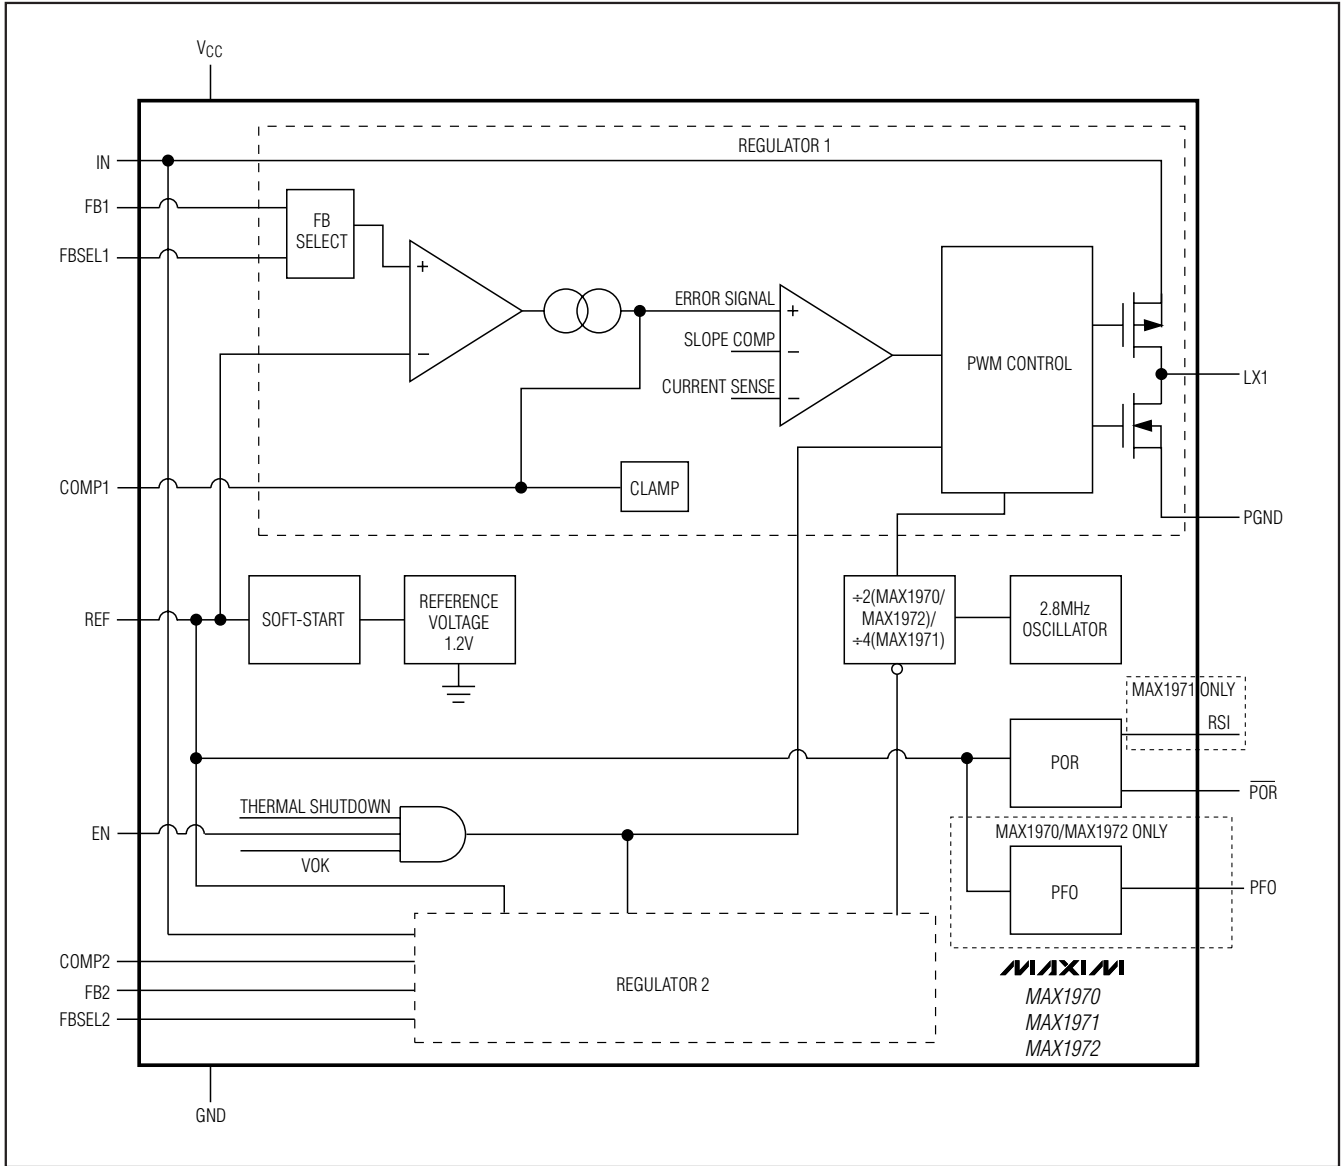 VCC
REGULATOR 1
IN
FB1
FBSEL1
FB
SELECT
+
−
ERROR SIGNAL
SLOPE COMP
CURRENT SENSE
+
−
−
PWM CONTROL
LX1
COMP1
CLAMP
PGND
REF
SOFT-START
REFERENCE
VOLTAGE
1.2V
÷2(MAX1970/
MAX1972)/
÷4(MAX1971)
2.8MHz
OSCILLATOR
MAX1971 ONLY
RSI
POR
POR
THERMAL SHUTDOWN
EN
VOK
MAX1970/MAX1972 ONLY
PFO
PFO
COMP2
FB2
FBSEL2
REGULATOR 2
MAXIM
MAX1970
MAX1971
MAX1972
GND